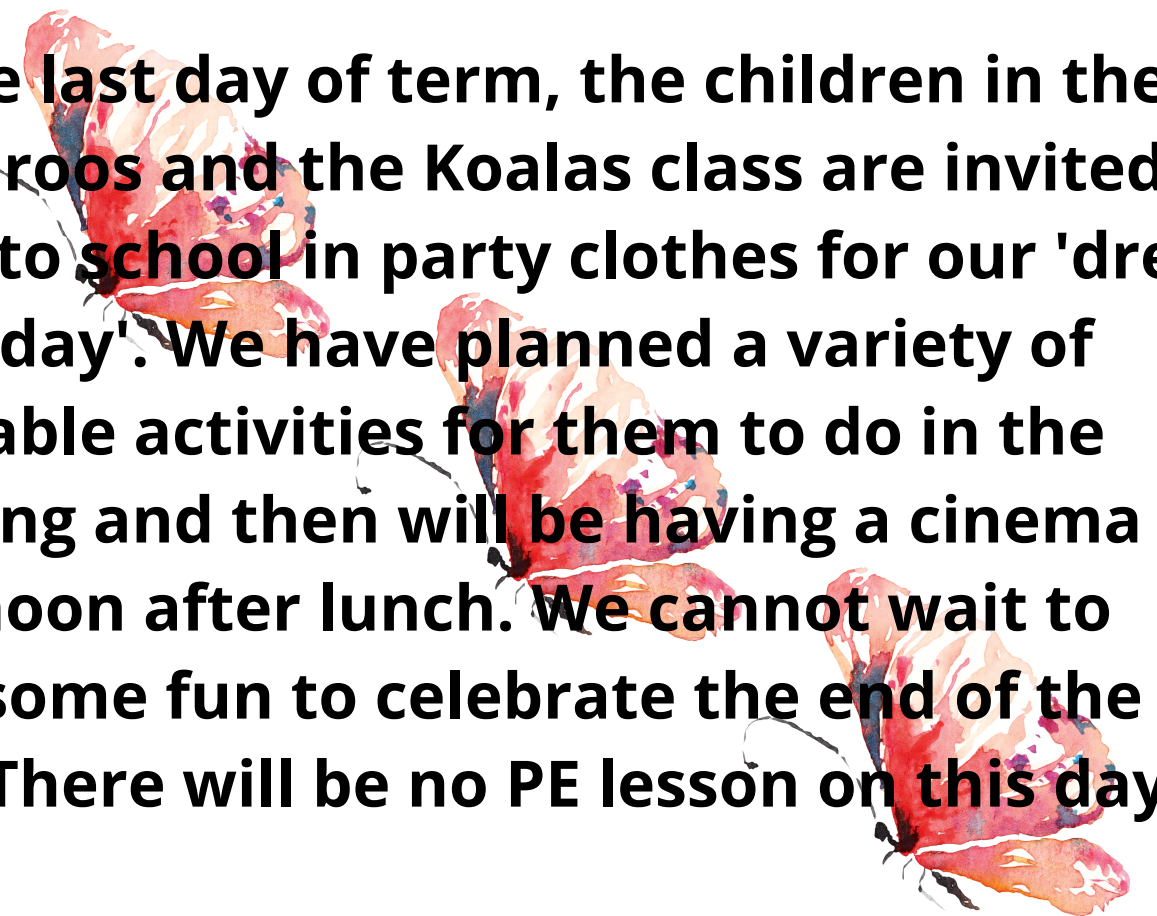 e last day of term, the children in the
roos and the Koalas class are invited
to school in party clothes for our 'dre
day'. We have planned a variety of
able activities for them to do in the
ng and then will be having a cinema
noon after lunch. We cannot wait to
some fun to celebrate the end of the
There will be no PE lesson on this day